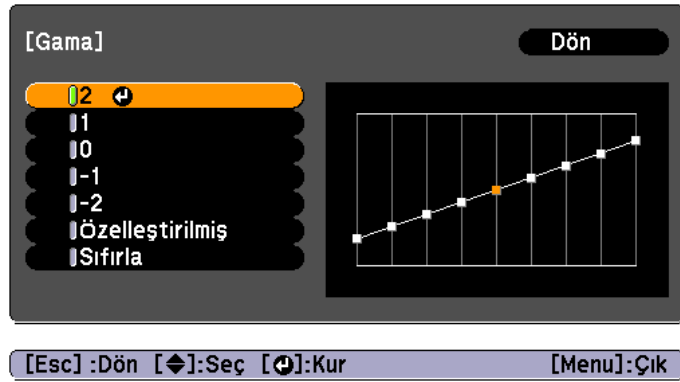 [Gama]
Dön
2
1
0
-1
-2
Özelleştirilmiş
Sıfırla
[Esc] :Dön [◆]:Seç [⏎]:Kur
[Menu]:Çık